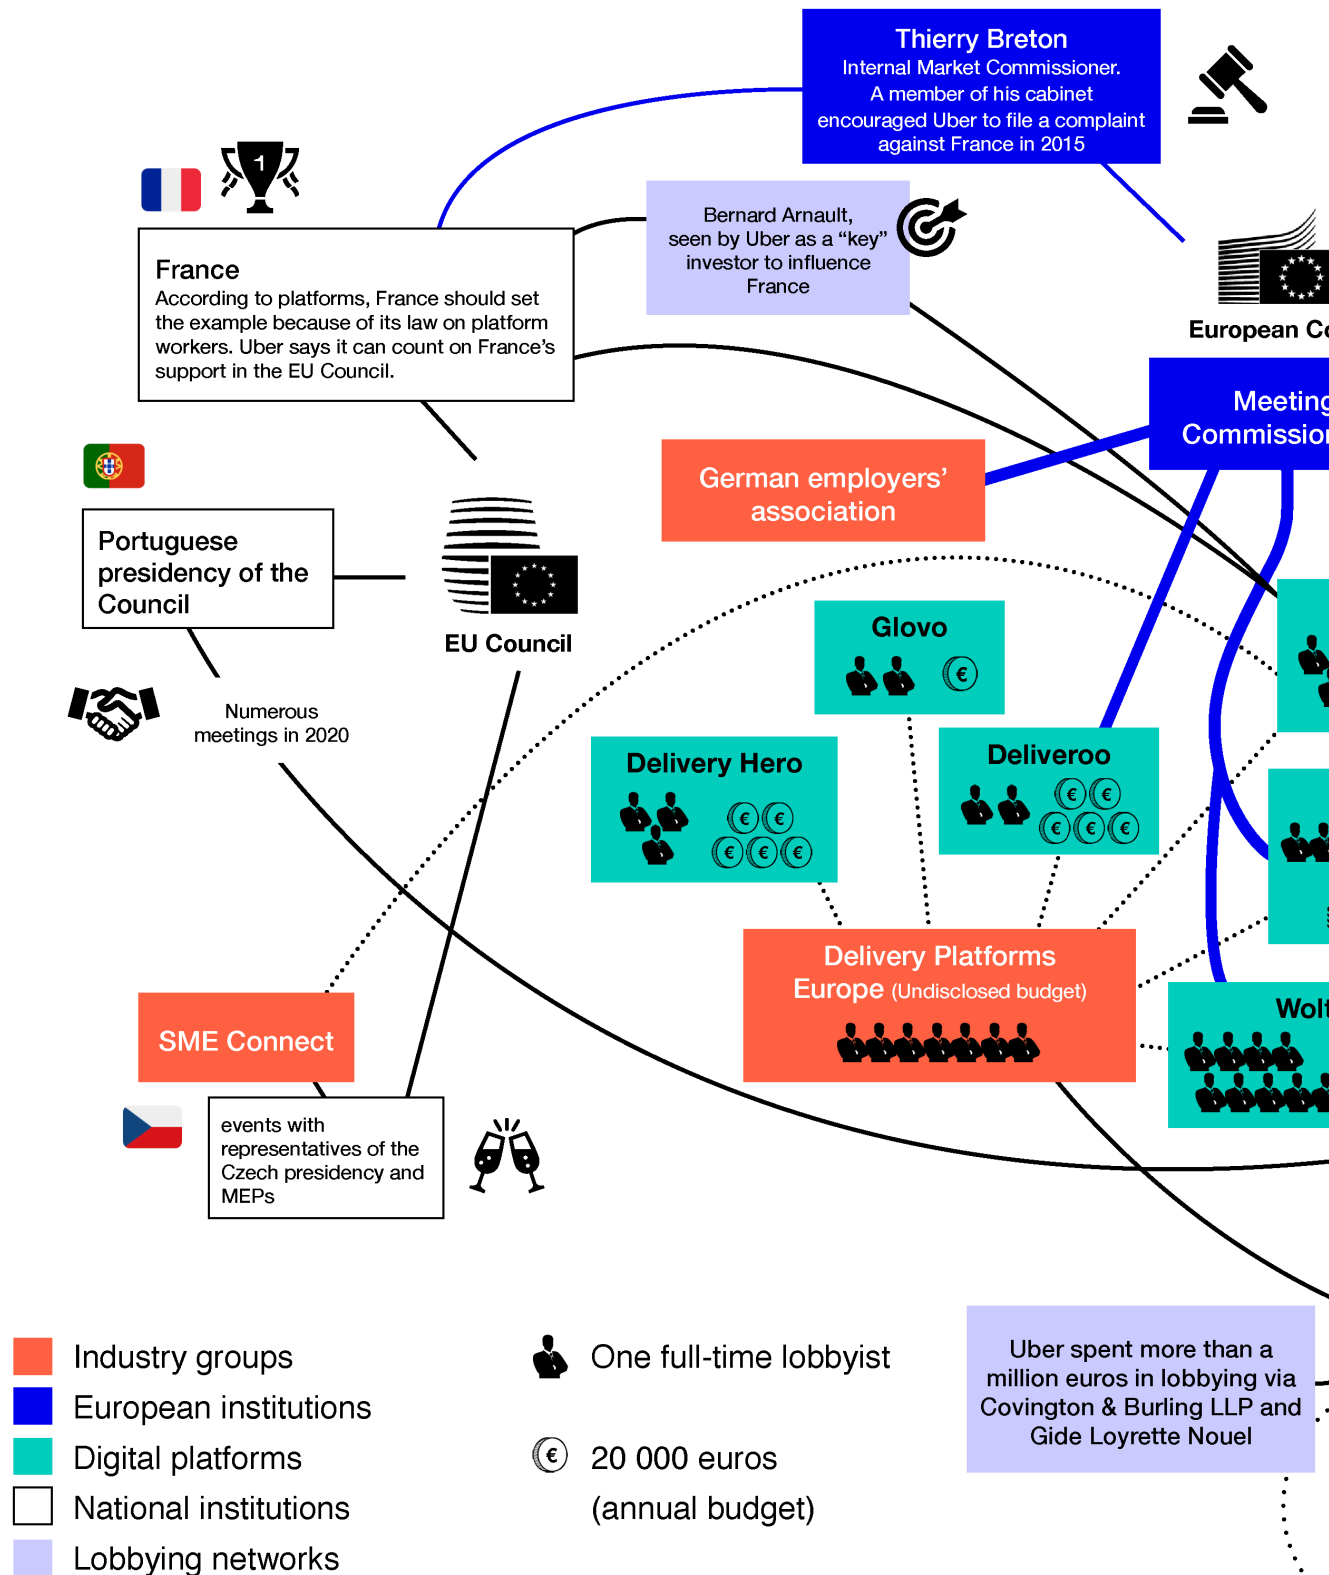 Thierry Breton
Internal Market Commissioner.
A member of his cabinet
encouraged Uber to file a complaint
against France in 2015
1
Bernard Arnault,
seen by Uber as a “key”
investor to influence
France
France
According to platforms, France should set
the example because of its law on platform
workers. Uber says it can count on France’s
support in the EU Council.
European Co
Meeting
Commission
German employers’
association
Portuguese
presidency of the
Council
EU Council
Numerous
meetings in 2020
Glovo
€
Delivery Hero
€ €
€ € €
Deliveroo
€ €
€ € €
Delivery Platforms
Europe (Undisclosed budget)
Wolt
SME Connect
events with
representatives of the
Czech presidency and
MEPs
Uber spent more than a
million euros in lobbying via
Covington & Burling LLP and
Gide Loyrette Nouel
Industry groups
European institutions
Digital platforms
National institutions
Lobbying networks
One full-time lobbyist
€ 20 000 euros
(annual budget)